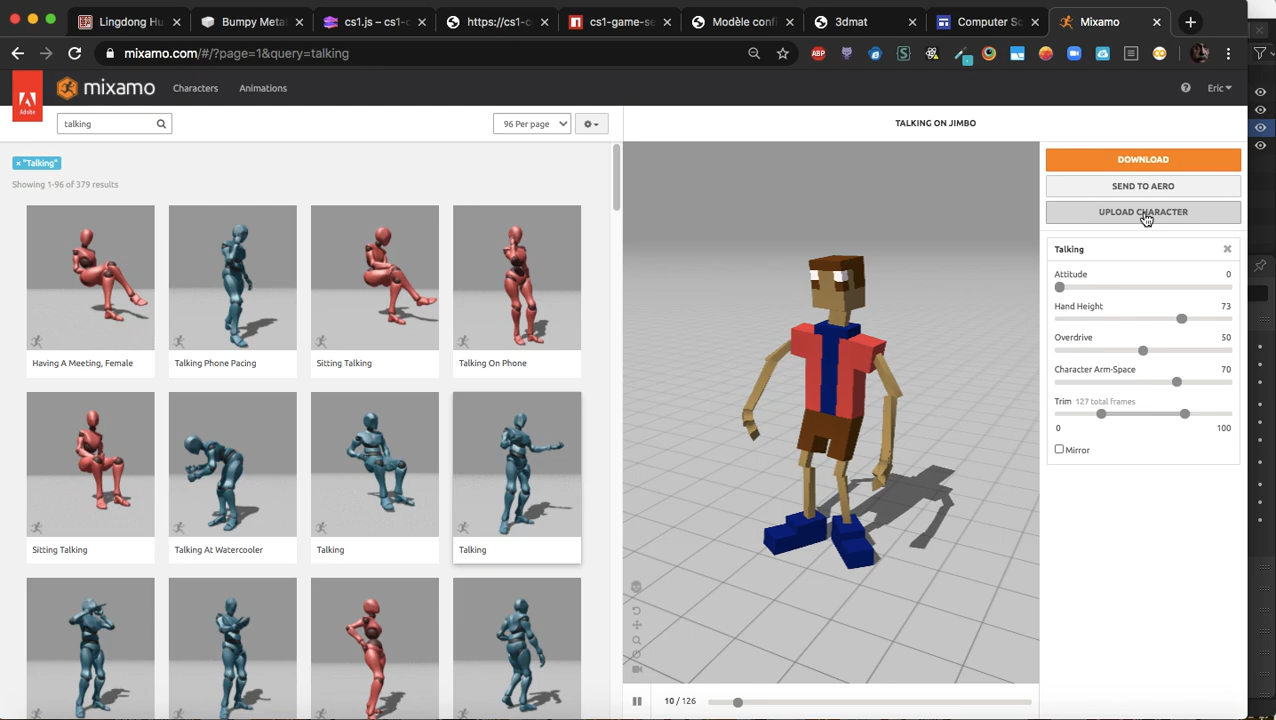 Lingdong Hu
Bumpy Metal
cs1.js – cs1-c
https://cs1-c
cs1-game-se
Modèle confi
3dmat
Computer Sc
Mixamo
mixamo.com/#/?page=1&query=talking
ABP
Adobe
mixamo
Characters
Animations
Eric
talking
96 Per page
TALKING ON JIMBO
× "Talking"
Showing 1-96 of 379 results
DOWNLOAD
SEND TO AERO
UPLOAD CHARACTER
Talking
Attitude 0
Hand Height 73
Overdrive 50
Character Arm-Space 70
Trim 127 total frames
0 100
Mirror
Having A Meeting, Female
Talking Phone Pacing
Sitting Talking
Talking On Phone
Sitting Talking
Talking At Watercooler
Talking
Talking
10 / 126